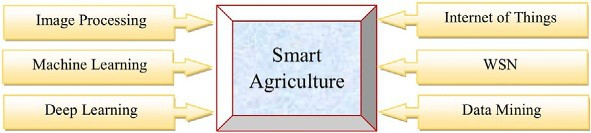 Image Processing
Machine Learning
Deep Learning
Smart
Agriculture
Internet of Things
WSN
Data Mining